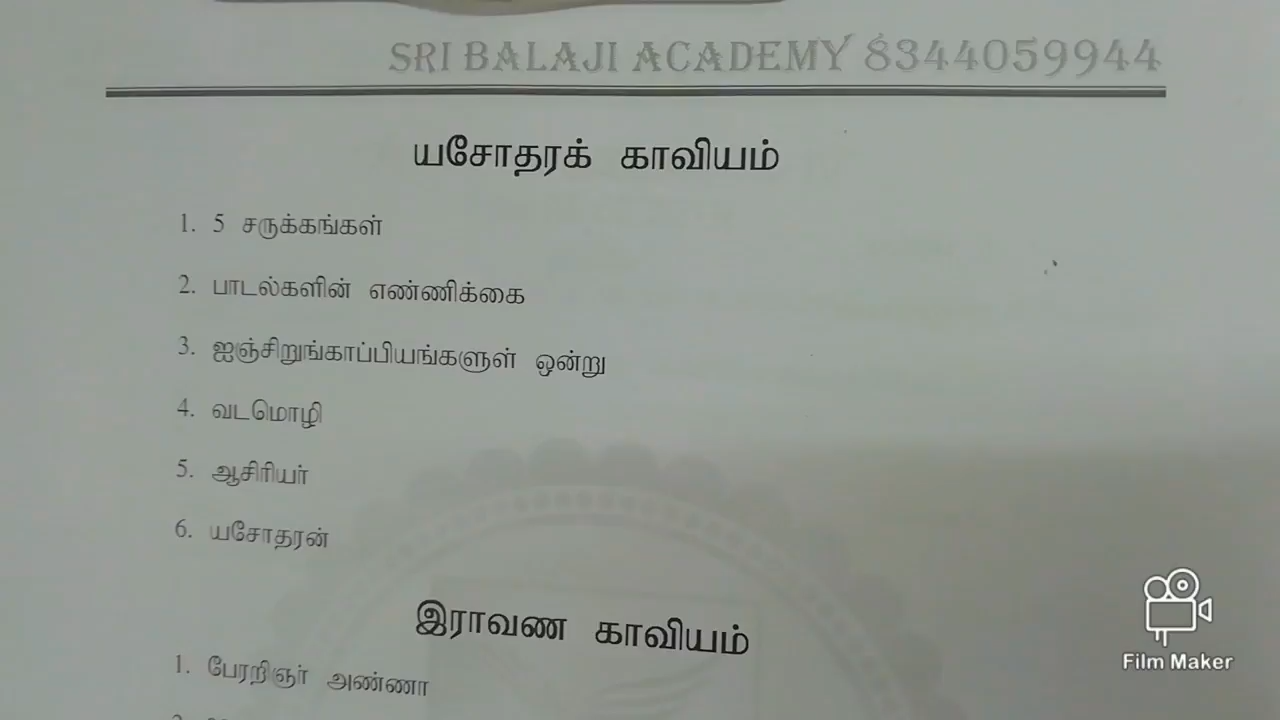 SRI BALAJI ACADEMY 8344059944
யசோதரக் காவியம்
1. 5 சருக்கங்கள்
2. பாடல்களின் எண்ணிக்கை
3. ஐஞ்சிறுங்காப்பியங்களுள் ஒன்று
4. வடமொழி
5. ஆசிரியர்
6. யசோதரன்
இராவண காவியம்
1. பேரறிஞர் அண்ணா
Film Maker